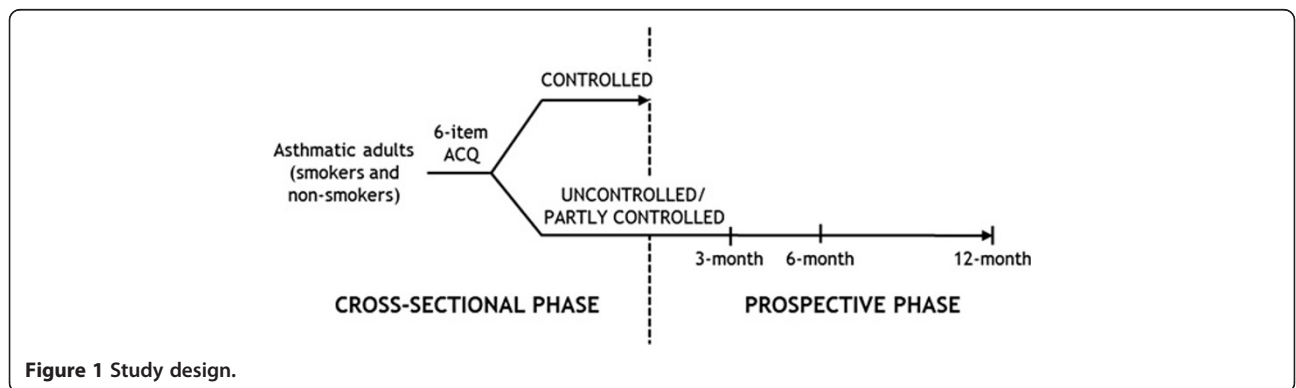 CONTROLLED
6-item
ACQ
Asthmatic adults
(smokers and
non-smokers)
UNCONTROLLED/
PARTLY CONTROLLED
3-month 6-month 12-month
CROSS-SECTIONAL PHASE PROSPECTIVE PHASE
Figure 1 Study design.